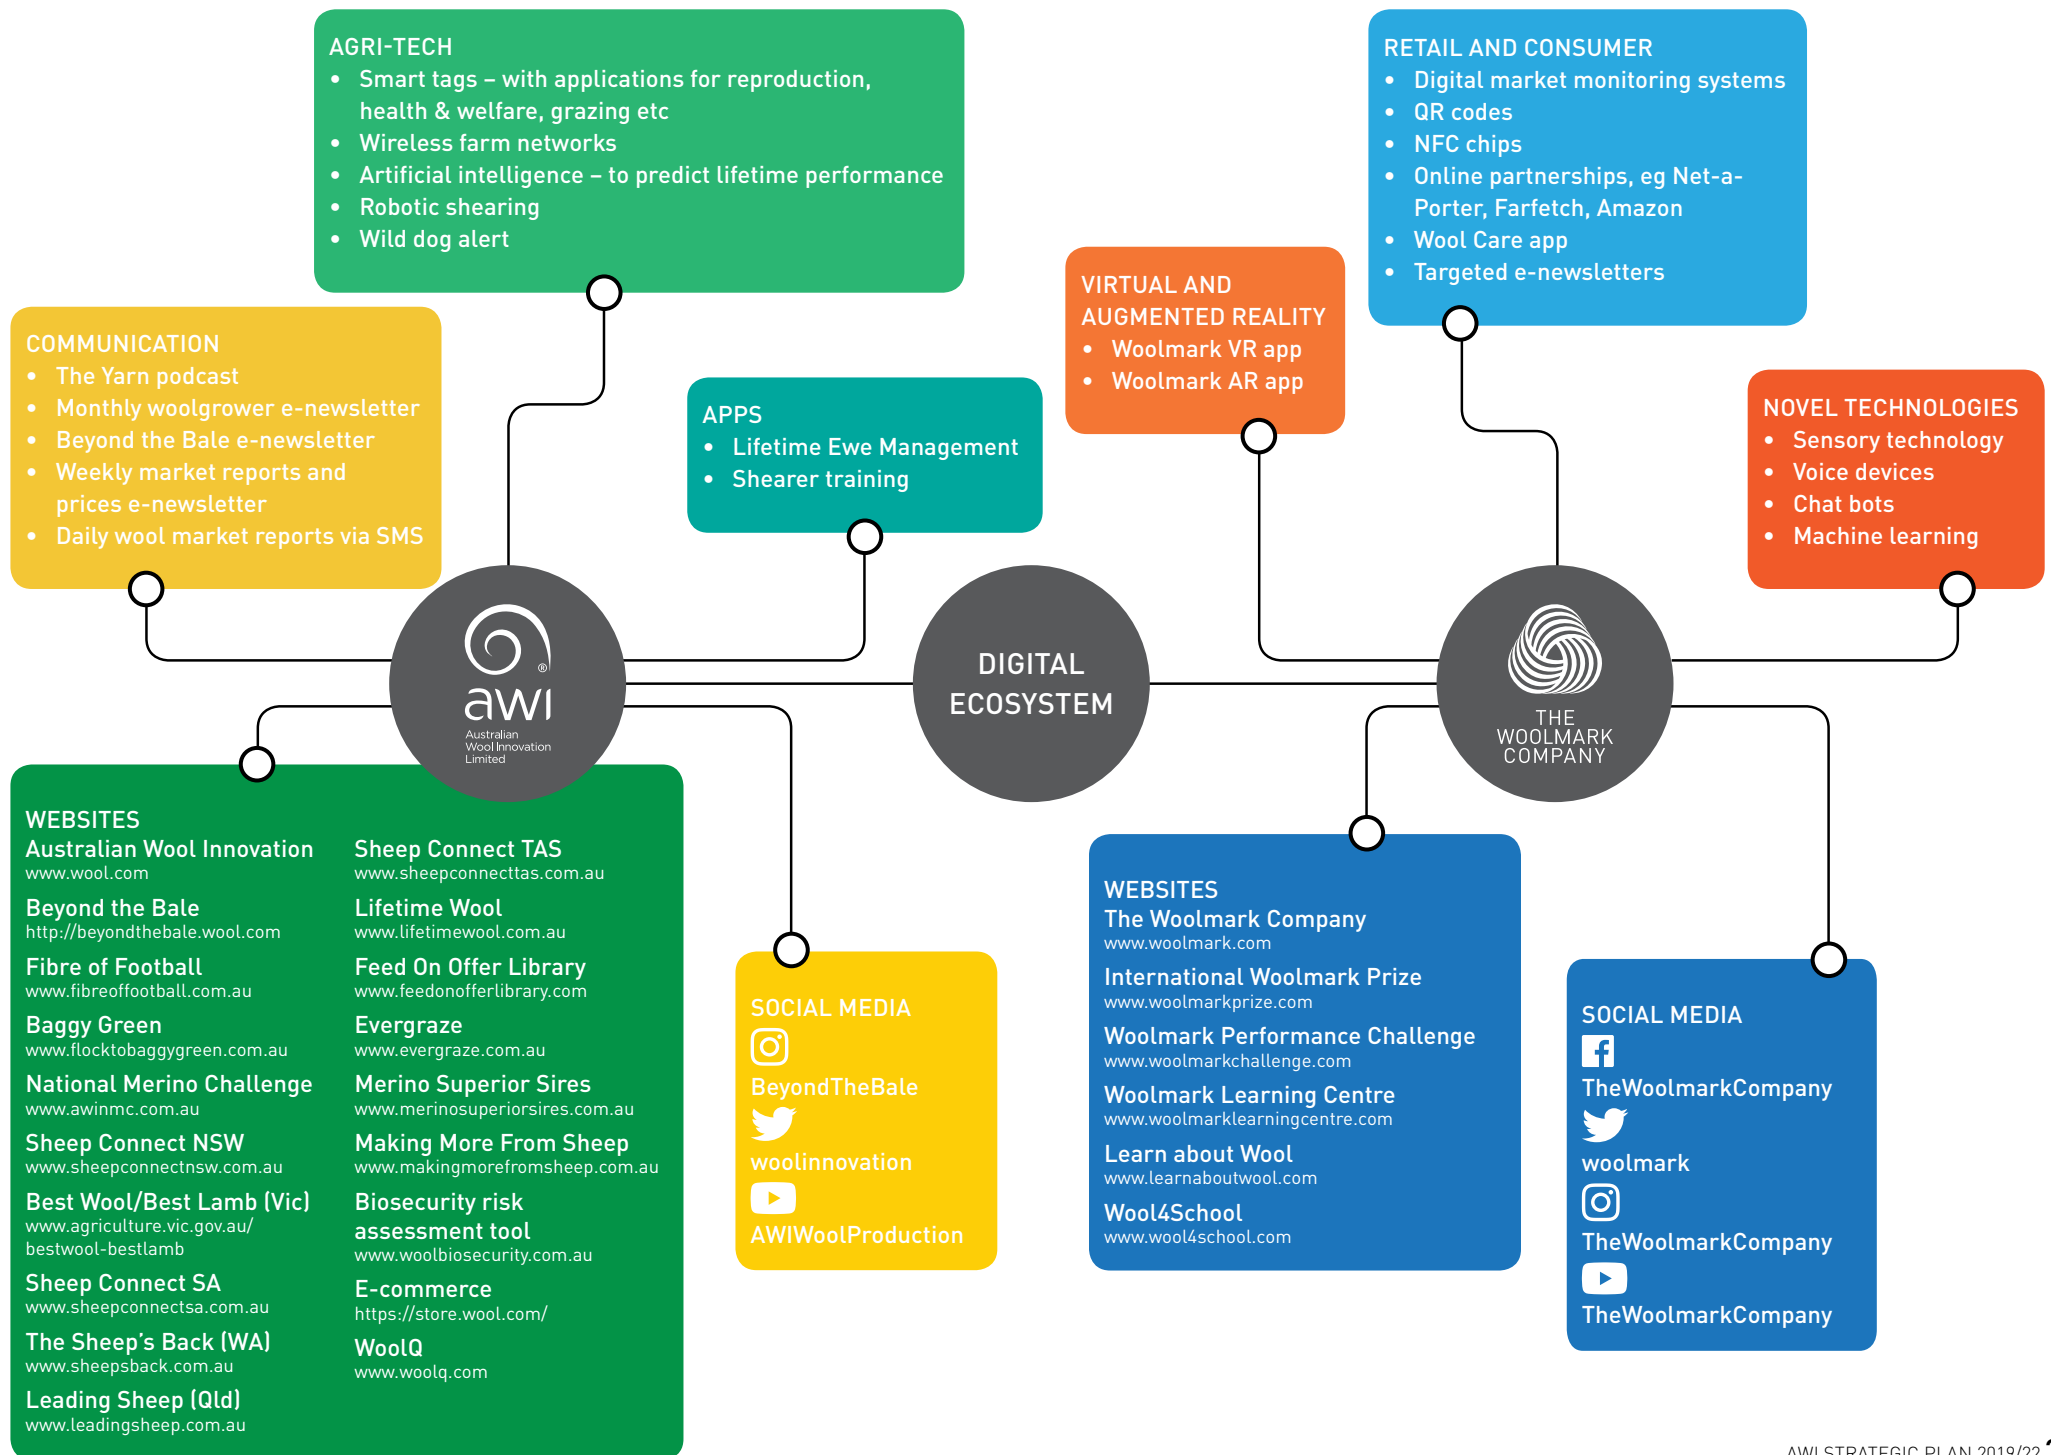 AGRI-TECH
• Smart tags – with applications for reproduction,
health & welfare, grazing etc
• Wireless farm networks
• Artificial intelligence – to predict lifetime performance
• Robotic shearing
• Wild dog alert
RETAIL AND CONSUMER
• Digital market monitoring systems
• QR codes
• NFC chips
• Online partnerships, eg Net-a-
Porter, Farfetch, Amazon
• Wool Care app
• Targeted e-newsletters
VIRTUAL AND
AUGMENTED REALITY
• Woolmark VR app
• Woolmark AR app
COMMUNICATION
• The Yarn podcast
• Monthly woolgrower e-newsletter
• Beyond the Bale e-newsletter
• Weekly market reports and
prices e-newsletter
• Daily wool market reports via SMS
APPS
• Lifetime Ewe Management
• Shearer training
NOVEL TECHNOLOGIES
• Sensory technology
• Voice devices
• Chat bots
• Machine learning
®
awi
Australian
Wool Innovation
Limited
DIGITAL
ECOSYSTEM
THE
WOOLMARK
COMPANY
WEBSITES
Australian Wool Innovation
www.wool.com
Beyond the Bale
http://beyondthebale.wool.com
Fibre of Football
www.fibreoffootball.com.au
Baggy Green
www.flocktobaggygreen.com.au
National Merino Challenge
www.awinmc.com.au
Sheep Connect NSW
www.sheepconnectnsw.com.au
Best Wool/Best Lamb (Vic)
www.agriculture.vic.gov.au/
bestwool-bestlamb
Sheep Connect SA
www.sheepconnectsa.com.au
The Sheep's Back (WA)
www.sheepsback.com.au
Leading Sheep (Qld)
www.leadingsheep.com.au
Sheep Connect TAS
www.sheepconnecttas.com.au
Lifetime Wool
www.lifetimewool.com.au
Feed On Offer Library
www.feedonofferlibrary.com
Evergraze
www.evergraze.com.au
Merino Superior Sires
www.merinosuperiorsires.com.au
Making More From Sheep
www.makingmorefromsheep.com.au
Biosecurity risk
assessment tool
www.woolbiosecurity.com.au
E-commerce
https://store.wool.com/
WoolQ
www.woolq.com
SOCIAL MEDIA
BeyondTheBale
woolinnovation
AWIWoolProduction
WEBSITES
The Woolmark Company
www.woolmark.com
International Woolmark Prize
www.woolmarkprize.com
Woolmark Performance Challenge
www.woolmarkchallenge.com
Woolmark Learning Centre
www.woolmarklearningcentre.com
Learn about Wool
www.learnaboutwool.com
Wool4School
www.wool4school.com
SOCIAL MEDIA
TheWoolmarkCompany
woolmark
TheWoolmarkCompany
TheWoolmarkCompany
AWI STRATEGIC PLAN 2019/22